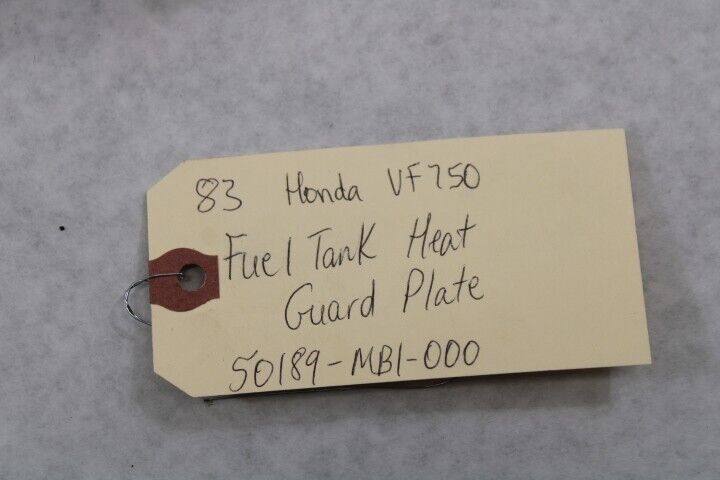 83 Honda VF750
Fuel Tank Heat
Guard Plate
50189-MB1-000